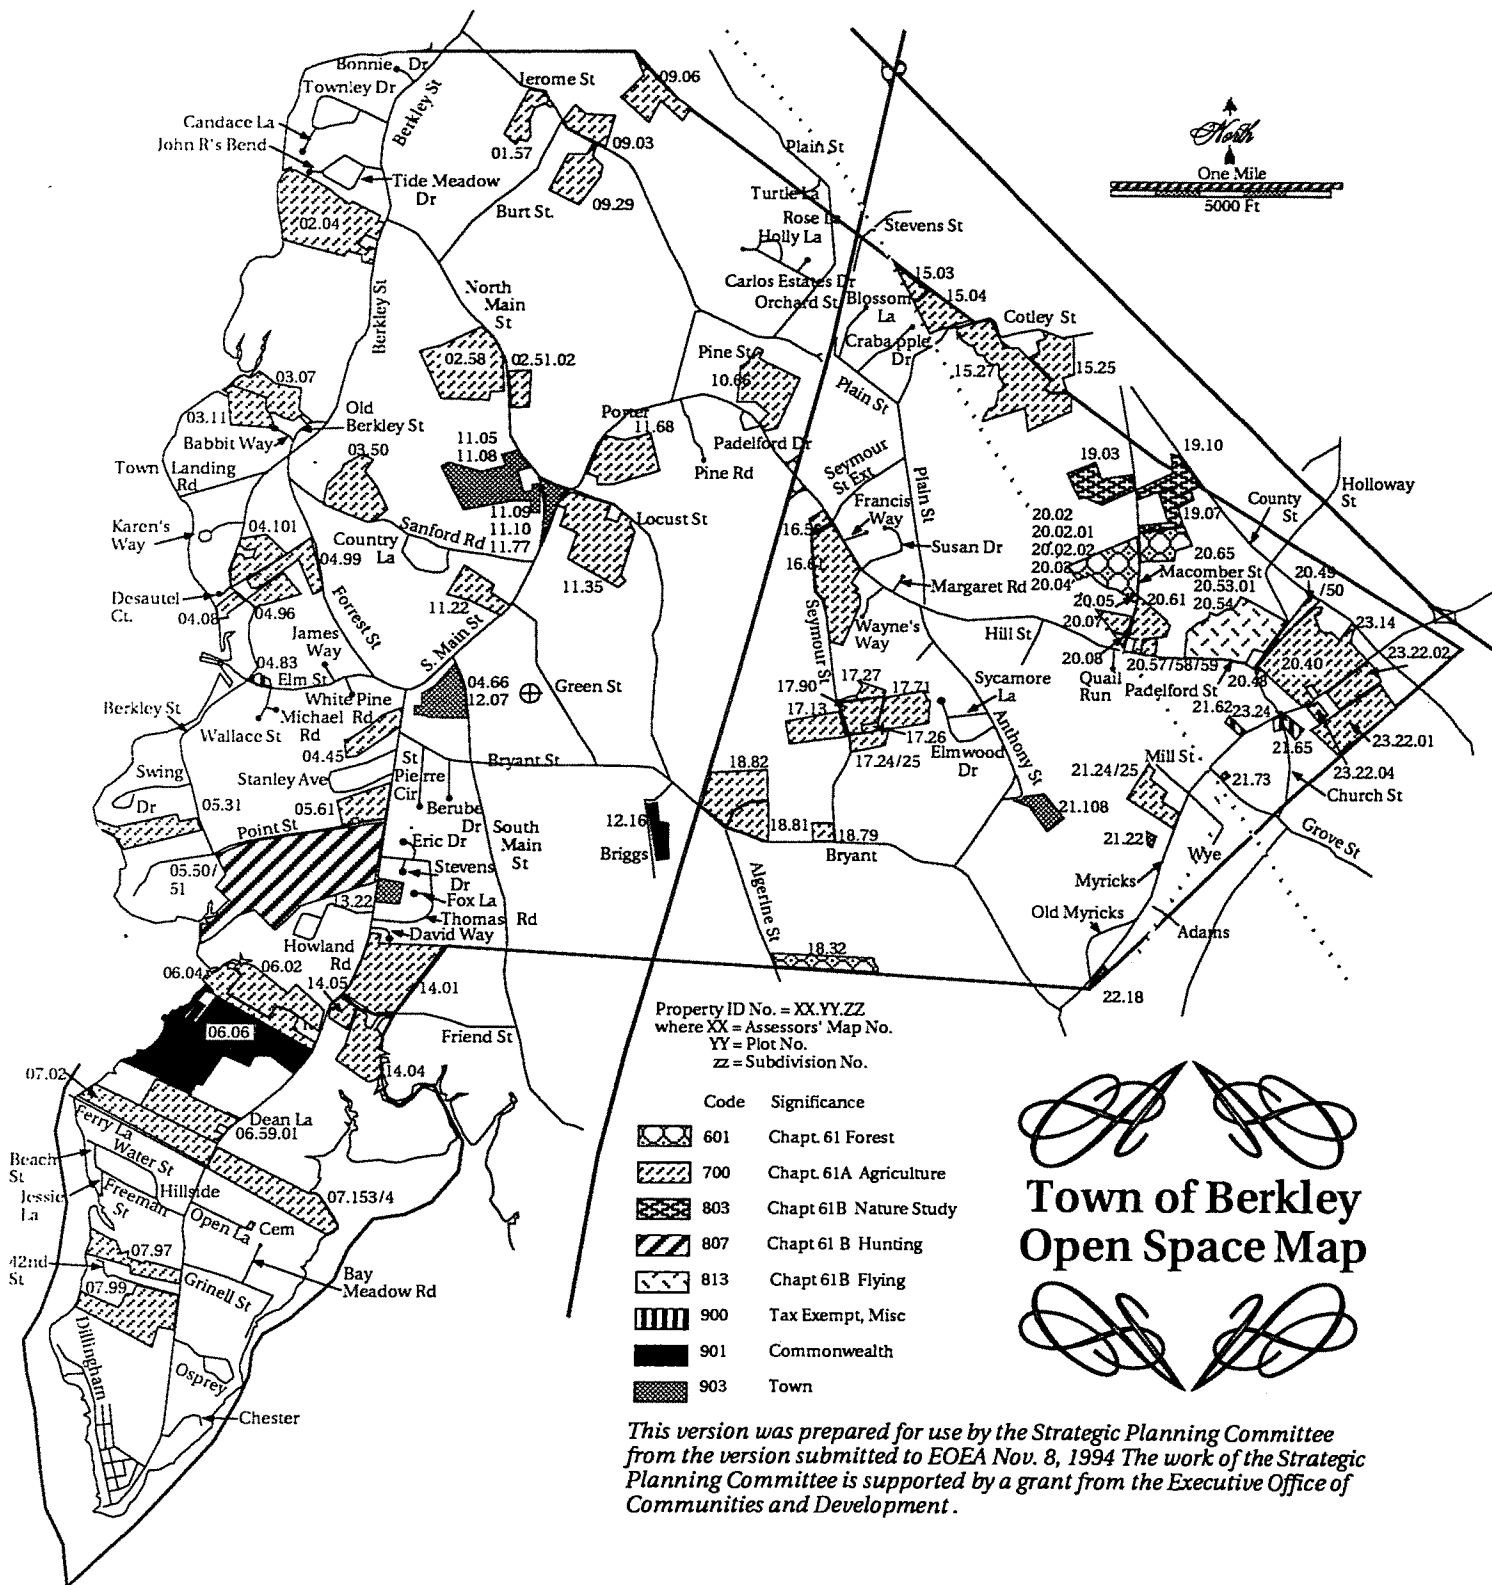 Bonnie Dr
Townley Dr
Candace La
John R's Bend
Berkley St
Jerome St
09.06
01.57
09.03
09.29
Tide Meadow
Dr
Burt St.
02.04
Plain St
Turtle La
Rose La
Holly La
Stevens St
Carlos Estates Dr
Orchard St
Blossom
La
Crabapple
Dr
15.03
15.04
Cotley St
15.27
15.25
North
One Mile
5000 Ft
North
Main
St
Berkley St
02.58
02.51.02
Pine St
10.66
Plain St
03.07
03.11
Babbit Way
Old
Berkley St
Town Landing
Rd
03.50
11.05
11.08
Porter
11.68
Padelford Dr
Pine Rd
Seymour
St Ext
Plain St
19.03
19.10
19.07
Holloway
St
County
St
Karen's
Way
04.101
04.99
Sanford Rd
Country
La
11.09
11.10
11.77
Locust St
11.35
Francis
Way
Susan Dr
Margaret Rd
16.61
20.02
20.02.01
20.02.02
20.03
20.04
20.05
20.07
20.08
20.65
Macomber St
20.53.01
20.54
20.61
20.49
/50
23.14
23.22.02
Desautel
Ct.
04.08
04.96
Forrest St
11.22
S. Main St
James
Way
04.83
Elm St
White Pine
Rd
Michael
Rd
Wallace St
Berkley St
04.66
12.07
Green St
Seymour St
Wayne's
Way
Hill St
20.57/58/59
Quail
Run
Padelford St
20.40
20.48
17.27
17.90
17.71
17.13
17.26
17.24/25
Sycamore
La
Elmwood
Dr
Anthony St
21.62
23.24
21.65
23.22.01
23.22.04
Church St
04.45
Stanley Ave
St
Pierre
Cir
Bryant St
Swing
Dr
05.31
05.61
Point St
Berube
Dr
Eric Dr
South
Main
St
18.82
12.16
Briggs
18.81
18.79
Bryant
Mill St
21.24/25
21.73
21.108
21.22
Wye
Grove St
Myricks
05.50/
51
Stevens
Dr
Fox La
13.22
Thomas Rd
David Way
Howland
Rd
Algerine St
18.32
Old Myricks
Adams
22.18
06.04
06.02
14.05
14.01
06.06
Friend St
14.04
07.02
Dean La
06.59.01
Ferry La
Water St
Beach
St
Jessie
La
Hillside
Freeman
St
Open La
Cem
07.153/4
07.97
42nd
St
07.99
Grinell St
Bay
Meadow Rd
Dillingham
Osprey
Chester
Property ID No. = XX.YY.ZZ
where XX = Assessors' Map No.
YY = Plot No.
zz = Subdivision No.
Code Significance
601 Chapt. 61 Forest
700 Chapt. 61A Agriculture
803 Chapt 61B Nature Study
807 Chapt 61 B Hunting
813 Chapt 61B Flying
900 Tax Exempt, Misc
901 Commonwealth
903 Town
Town of Berkley
Open Space Map
This version was prepared for use by the Strategic Planning Committee
from the version submitted to EOEA Nov. 8, 1994 The work of the Strategic
Planning Committee is supported by a grant from the Executive Office of
Communities and Development.